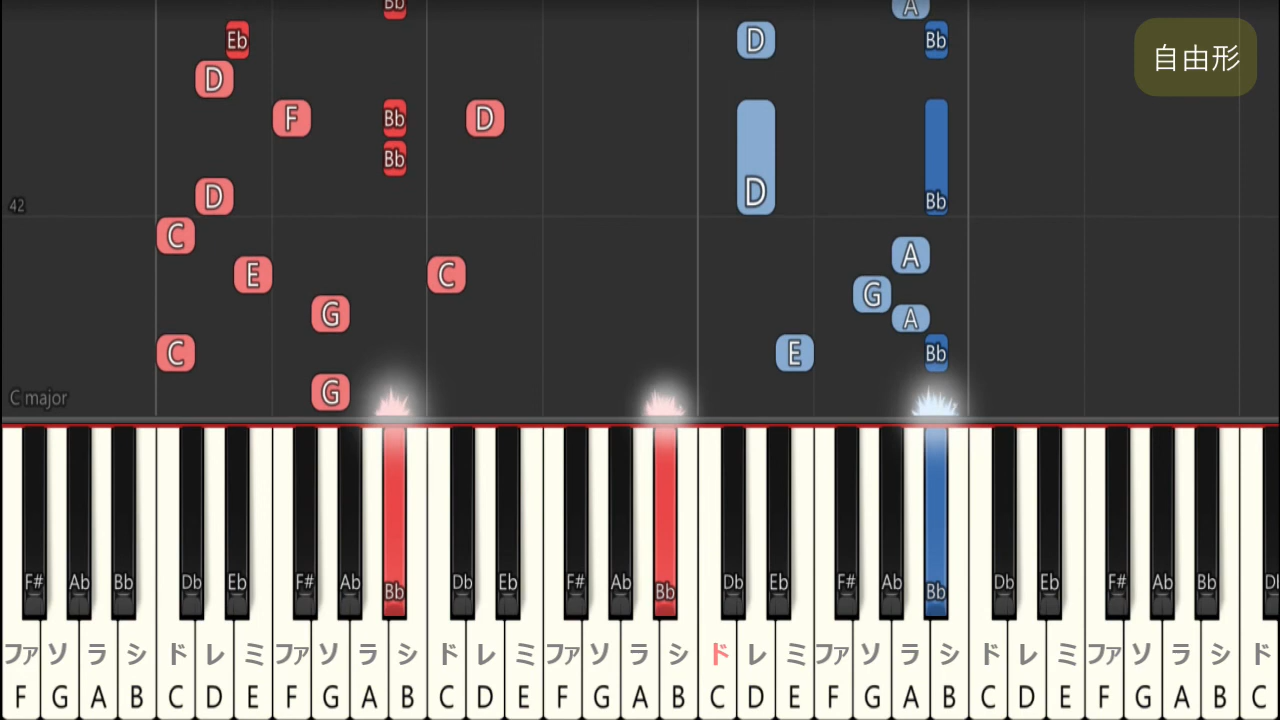 Bb A
Eb D Bb 自由形
D
F Bb D
Bb
D D Bb
42
C
E C A
G G A
C E Bb
C major G
F# Ab Bb Db Eb F# Ab Bb Db Eb F# Ab Bb Db Eb F# Ab Bb Db Eb F# Ab Bb
ファ ソ ラ シ ド レ ミ ファ ソ ラ シ ド レ ミ ファ ソ ラ シ ド レ ミ ファ ソ ラ シ ド レ ミ ファ ソ ラ シ ド
F G A B C D E F G A B C D E F G A B C D E F G A B C D E F G A B C